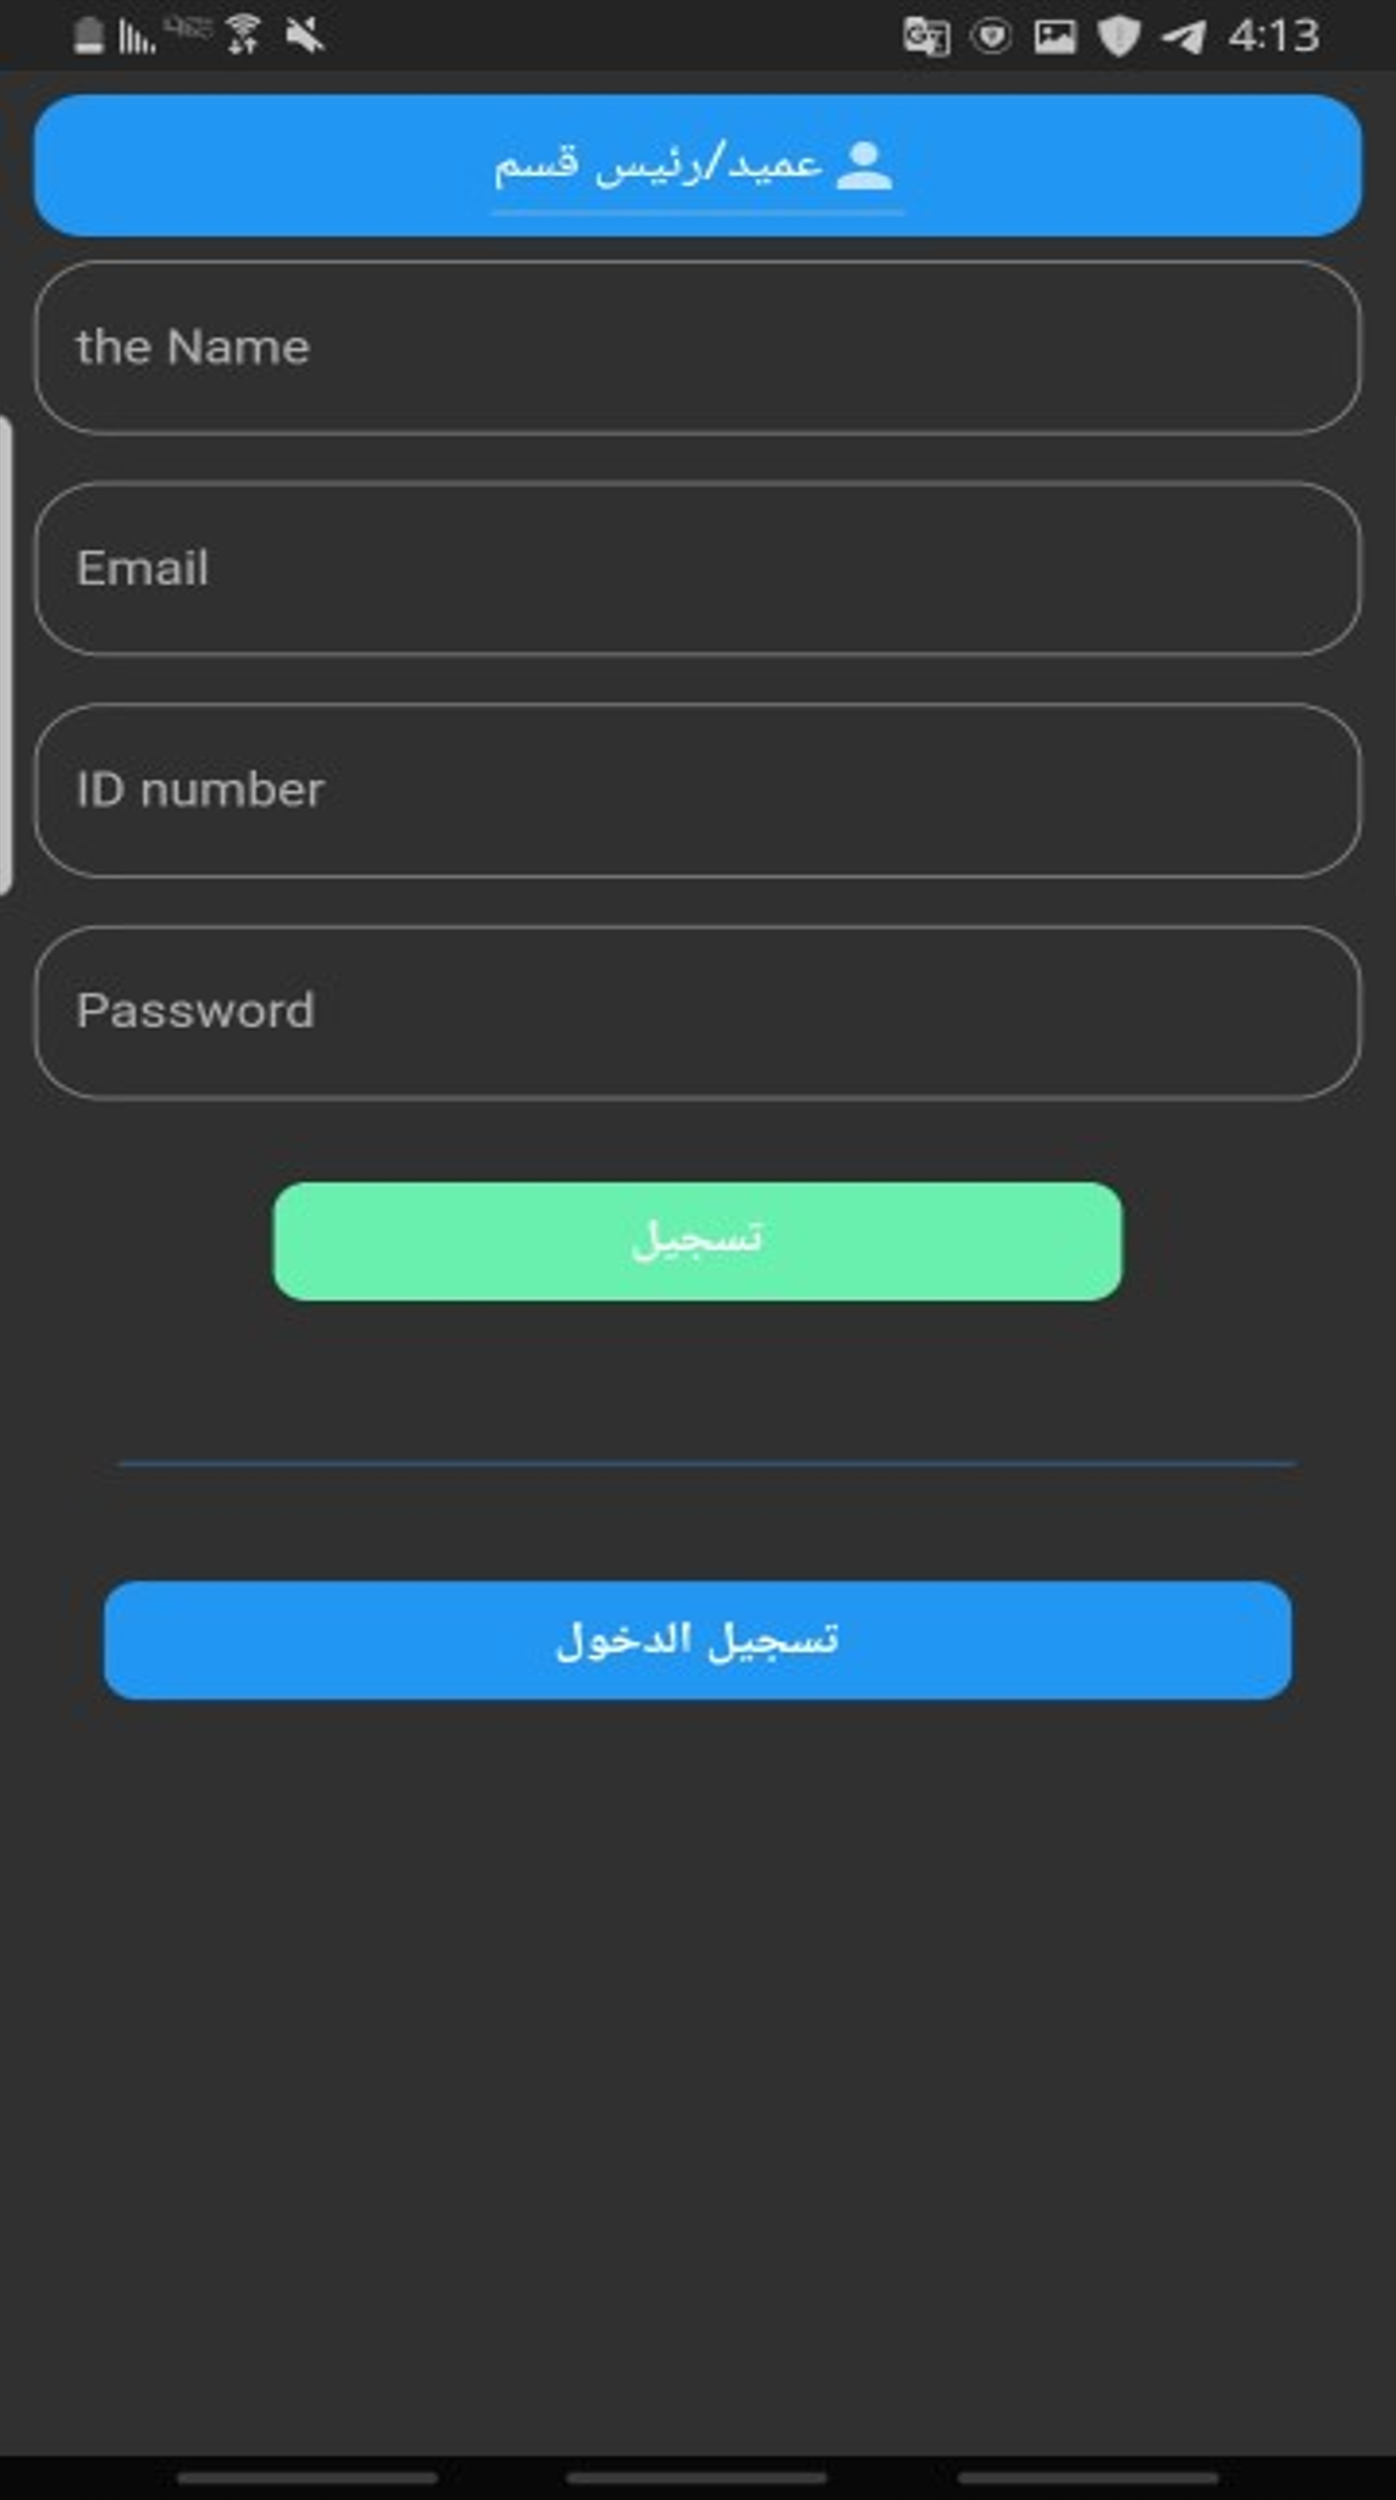 4:13
عميد/رئيس قسم
the Name
Email
ID number
Password
تسجيل
تسجيل الدخول